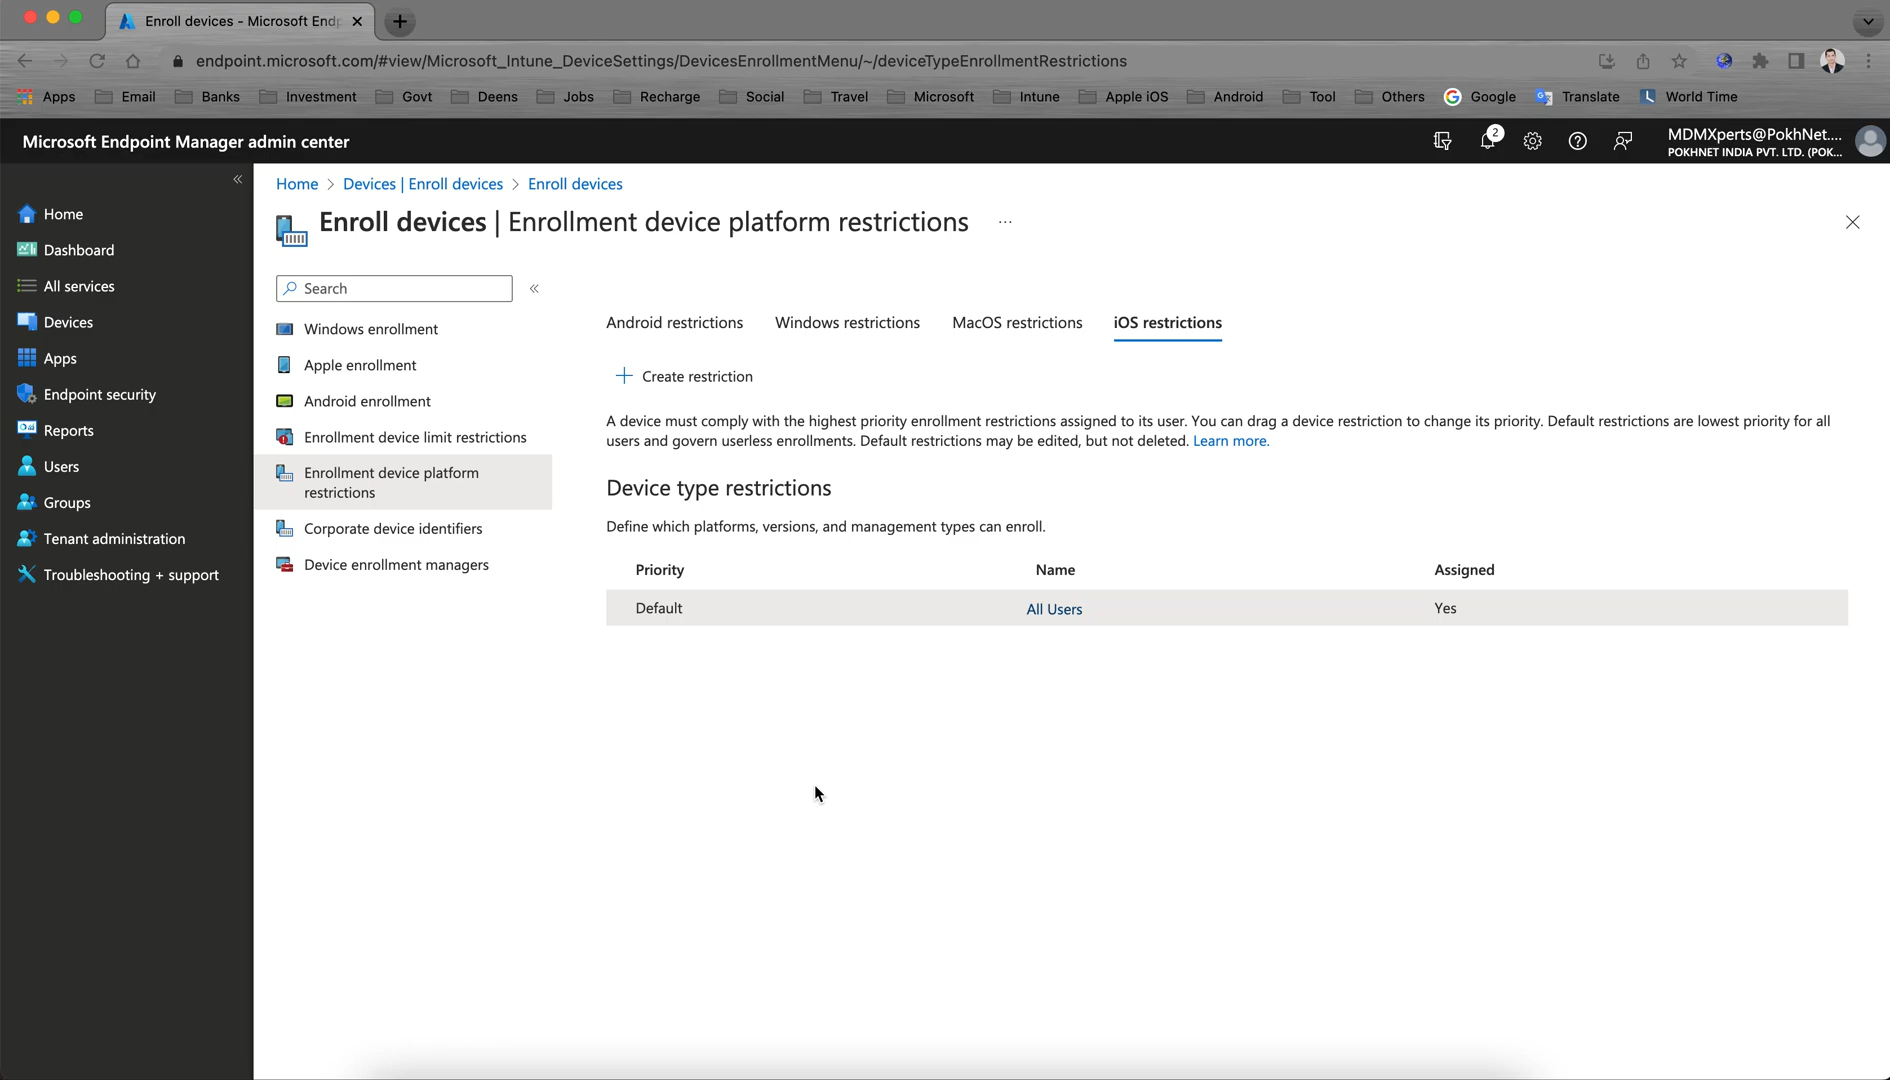 Enroll devices - Microsoft Endp
endpoint.microsoft.com/#view/Microsoft_Intune_DeviceSettings/DevicesEnrollmentMenu/~/deviceTypeEnrollmentRestrictions
Apps Email Banks Investment Govt Deens Jobs Recharge Social Travel Microsoft Intune Apple iOS Android Tool Others Google Translate World Time
Microsoft Endpoint Manager admin center
2
MDMXperts@PokhNet....
POKHNET INDIA PVT. LTD. (POK...
Home
Dashboard
All services
Devices
Apps
Endpoint security
Reports
Users
Groups
Tenant administration
Troubleshooting + support
Home > Devices | Enroll devices > Enroll devices
Enroll devices | Enrollment device platform restrictions ...
Search
Windows enrollment
Apple enrollment
Android enrollment
Enrollment device limit restrictions
Enrollment device platform
restrictions
Corporate device identifiers
Device enrollment managers
Android restrictions Windows restrictions MacOS restrictions iOS restrictions
Create restriction
A device must comply with the highest priority enrollment restrictions assigned to its user. You can drag a device restriction to change its priority. Default restrictions are lowest priority for all
users and govern userless enrollments. Default restrictions may be edited, but not deleted. Learn more.
Device type restrictions
Define which platforms, versions, and management types can enroll.
Priority Name Assigned
Default All Users Yes